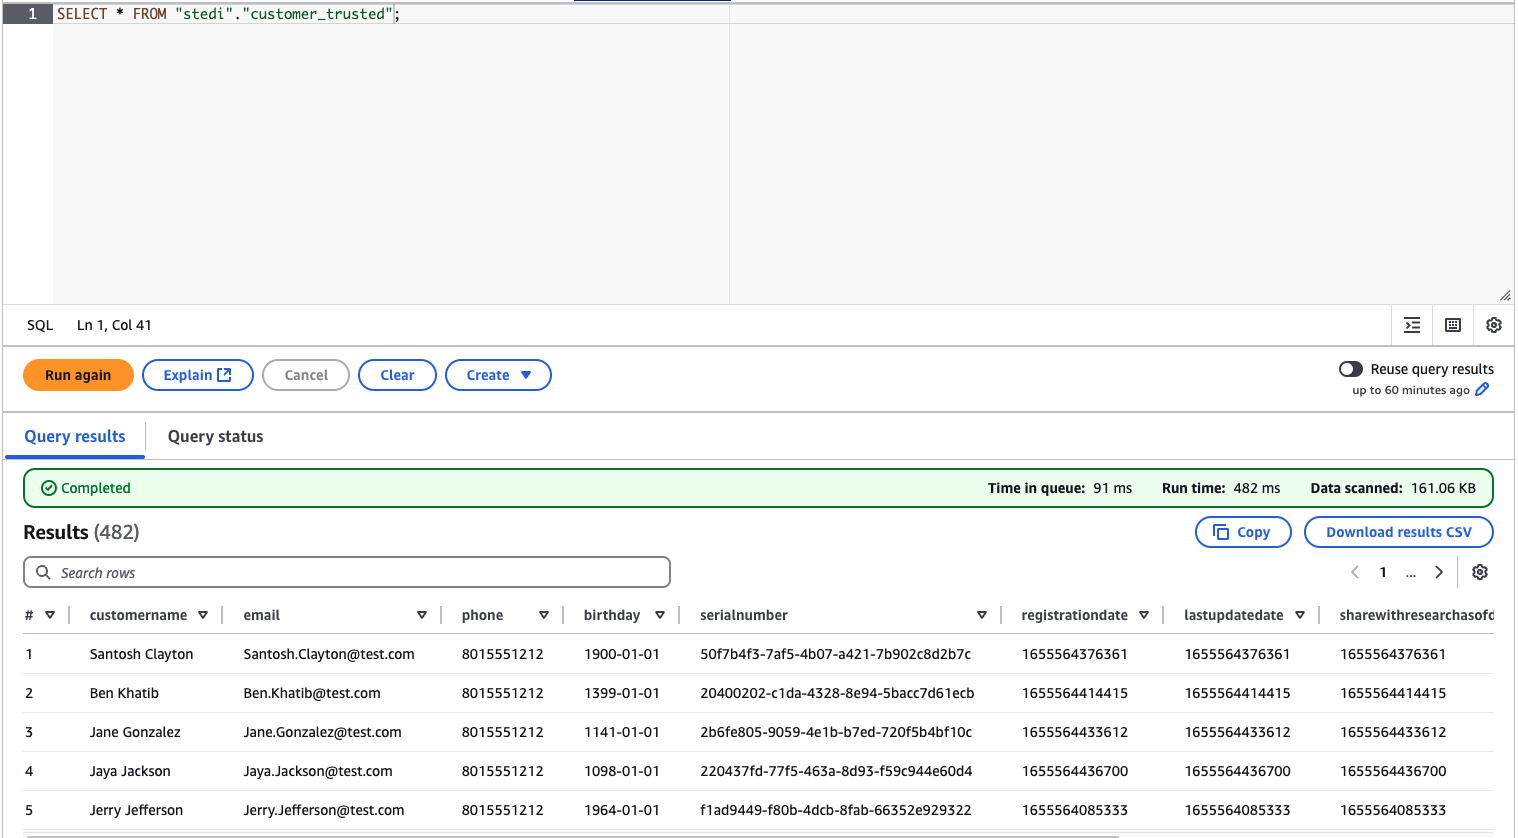 1 SELECT * FROM "stedi"."customer_trusted";
SQL Ln 1, Col 41
Run again Explain Cancel Clear Create Reuse query results
up to 60 minutes ago
Query results Query status
Completed Time in queue: 91 ms Run time: 482 ms Data scanned: 161.06 KB
Results (482) Copy Download results CSV
Search rows 1 ...
# customername email phone birthday serialnumber registrationdate lastupdatedate sharewithresearchasofd
1 Santosh Clayton Santosh.Clayton@test.com 8015551212 1900-01-01 50f7b4f3-7af5-4b07-a421-7b902c8d2b7c 1655564376361 1655564376361 1655564376361
2 Ben Khatib Ben.Khatib@test.com 8015551212 1399-01-01 20400202-c1da-4328-8e94-5bacc7d61ecb 1655564414415 1655564414415 1655564414415
3 Jane Gonzalez Jane.Gonzalez@test.com 8015551212 1141-01-01 2b6fe805-9059-4e1b-b7ed-720f5b4bf10c 1655564433612 1655564433612 1655564433612
4 Jaya Jackson Jaya.Jackson@test.com 8015551212 1098-01-01 220437fd-77f5-463a-8d93-f59c944e60d4 1655564436700 1655564436700 1655564436700
5 Jerry Jefferson Jerry.Jefferson@test.com 8015551212 1964-01-01 f1ad9449-f80b-4dcb-8fab-66352e929322 1655564085333 1655564085333 1655564085333